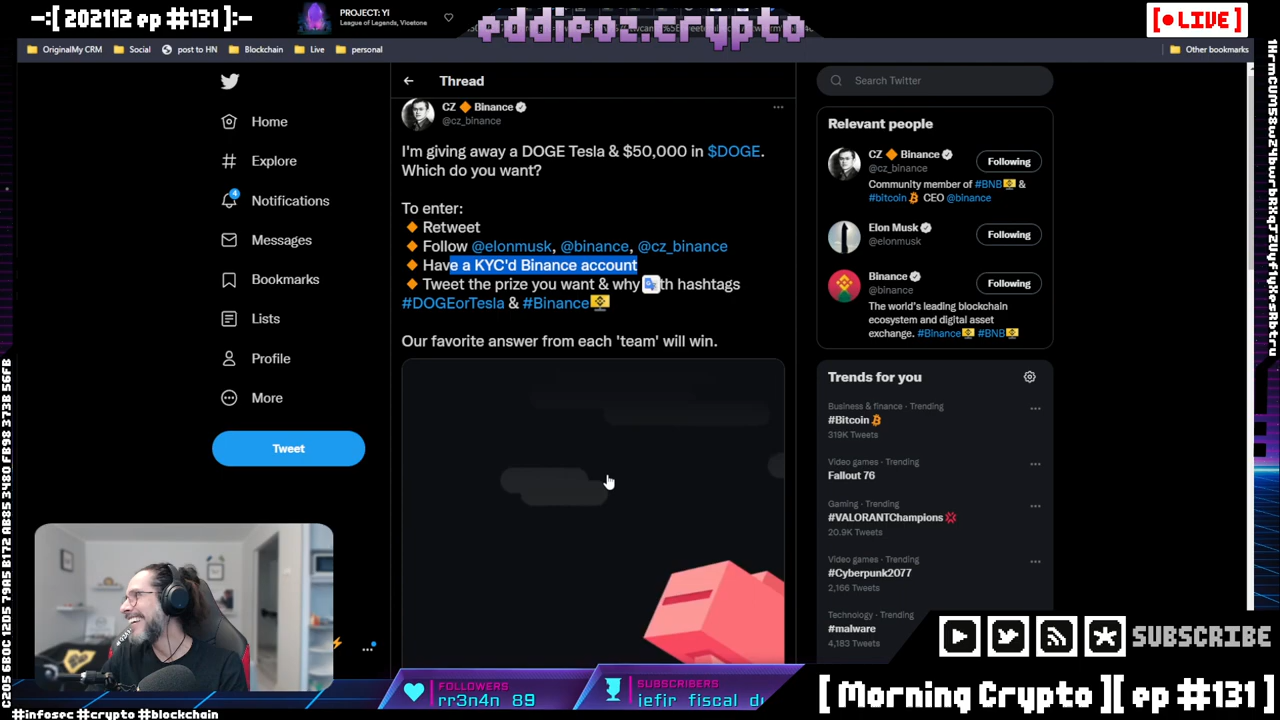 -:[ 202112 ep #131]:-
PROJECT: YI
League of Legends, Vicetone
eddieoz.crypto
[ LIVE ]
OriginalMy CRM
Social
post to HN
Blockchain
Live
personal
Other bookmarks
Thread
Search Twitter
Home
Explore
4
Notifications
Messages
Bookmarks
Lists
Profile
More
Tweet
CZ 🔶 Binance
@cz_binance
I'm giving away a DOGE Tesla & $50,000 in $DOGE.
Which do you want?
To enter:
🔶 Retweet
🔶 Follow @elonmusk, @binance, @cz_binance
🔶 Have a KYC'd Binance account
🔶 Tweet the prize you want & why th hashtags
#DOGEorTesla & #Binance
Our favorite answer from each 'team' will win.
Relevant people
CZ 🔶 Binance
@cz_binance
Following
Community member of #BNB &
#bitcoin CEO @binance
Elon Musk
@elonmusk
Following
Binance
@binance
Following
The world's leading blockchain
ecosystem and digital asset
exchange. #Binance #BNB
Trends for you
Business & finance · Trending
#Bitcoin
319K Tweets
Video games · Trending
Fallout 76
Gaming · Trending
#VALORANTChampions
20.9K Tweets
Video games · Trending
#Cyberpunk2077
2,166 Tweets
Technology · Trending
#malware
4,183 Tweets
SUBSCRIBE
FOLLOWERS
rr3n4n 89
SUBSCRIBERS
iefir fiscal du
[ Morning Crypto ][ ep #131 ]
#infosec #crypto #blockchain